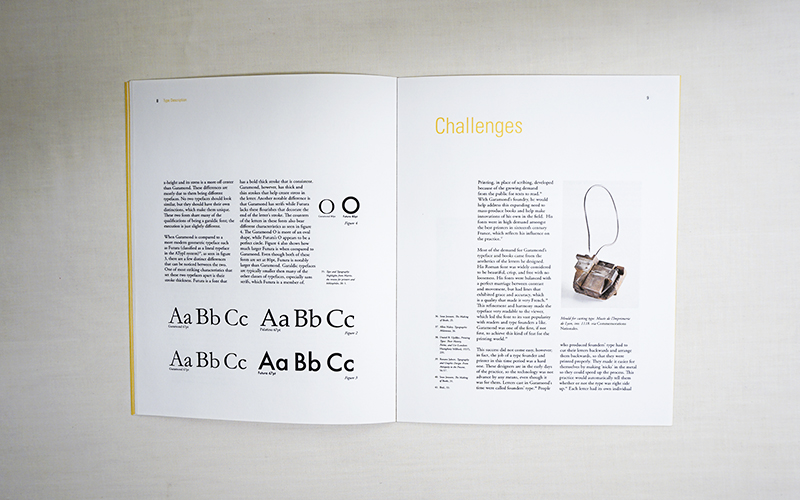 8 Type Innovation
x-height and its ovens is a more off center
than Garamond. These differences are
mostly due to them being different
typefaces. No two typefaces should look
similar, but they should have their own
distinctions, which make them unique.
These two fonts share many of the
qualifications of being a garalde font; the
execution is just slightly different.
When Garamond is compared to a
most modern geometric typeface such
as Futura (classified as a lineal typeface
in the ATypI system)", as seen in figure
3, there are a few distinct differences
that can be noticed between the two.
One of most striking characteristics that
set these two typefaces apart is their
stroke thickness. Futura is a font that
has a bold thick stroke that is consistent.
Garamond, however, has thick and
thin strokes that help create stress in
the letter. Another notable difference is
that Garamond has serifs while Futura
lacks these flourishes that decorate the
end of the letter's stroke. The counters
of the letters in these fonts also bear
different characteristics as seen in figure
4. The Garamond O is more of an oval
shape, while Futura's O appears to be a
perfect circle. Figure 4 also shows how
much larger Futura is when compared to
Garamond. Even though both of these
fonts are set at 80pt, Futura is notably
larger than Garamond. Garaldic typefaces
are typically smaller then many of the
other classes of typefaces, especially sans
serifs, which Futura is a member of.
O O
Garamond 80pt Futura 80pt
Figure 4
Aa Bb Cc Aa Bb Cc
Garamond 67pt Palatino 67pt
Figure 2
Aa Bb Cc Aa Bb Cc
Garamond 67pt Futura 67pt
Figure 3
9
Challenges
Printing, in place of scribing, developed
because of the growing demand
from the public for texts to read.
With Garamond's foundry, he would
help address this expanding need to
mass produce books and help make
innovations of his own in the field. His
fonts were in high demand amongst
the best printers in sixteenth century
France, which reflects his influence on
the practice.
Most of the demand for Garamond's
typeface and books came from the
aesthetics of the letters he designed.
His Roman font was widely considered
to be beautiful, crisp, and free with no
looseness. His fonts were balanced with
a perfect marriage between contrast
and movement, but had lines that
exhibited grace and accuracy, which
is a quality that made it very French.
This refinement and harmony made the
typeface very readable to the viewer,
which led the font to its vast popularity
with readers and type founders a like.
Garamond was one of the first, if not
first, to achieve this kind of fame for the
printing world.
This success did not come easy, however;
in fact, the job of a type founder and
printer in this time period was a hard
one. These designers are in the early days
of the practice, so the technology was not
advance by any means, even though it
was for them. Letters cast in Garamond's
time were called founders' type. People
Mould for casting type. Musée de l'Imprimerie
de Lyon, inv. 1118. via Commemorations
Nationales.
who produced founders' type had to
cut their letters backwards and arrange
them backwards, so that they were
printed properly. They made it easier for
themselves by making 'nicks' in the metal
so they could speed up the process. This
practice would automatically tell them
whether or not the type was right side
up. Each letter had its own individual